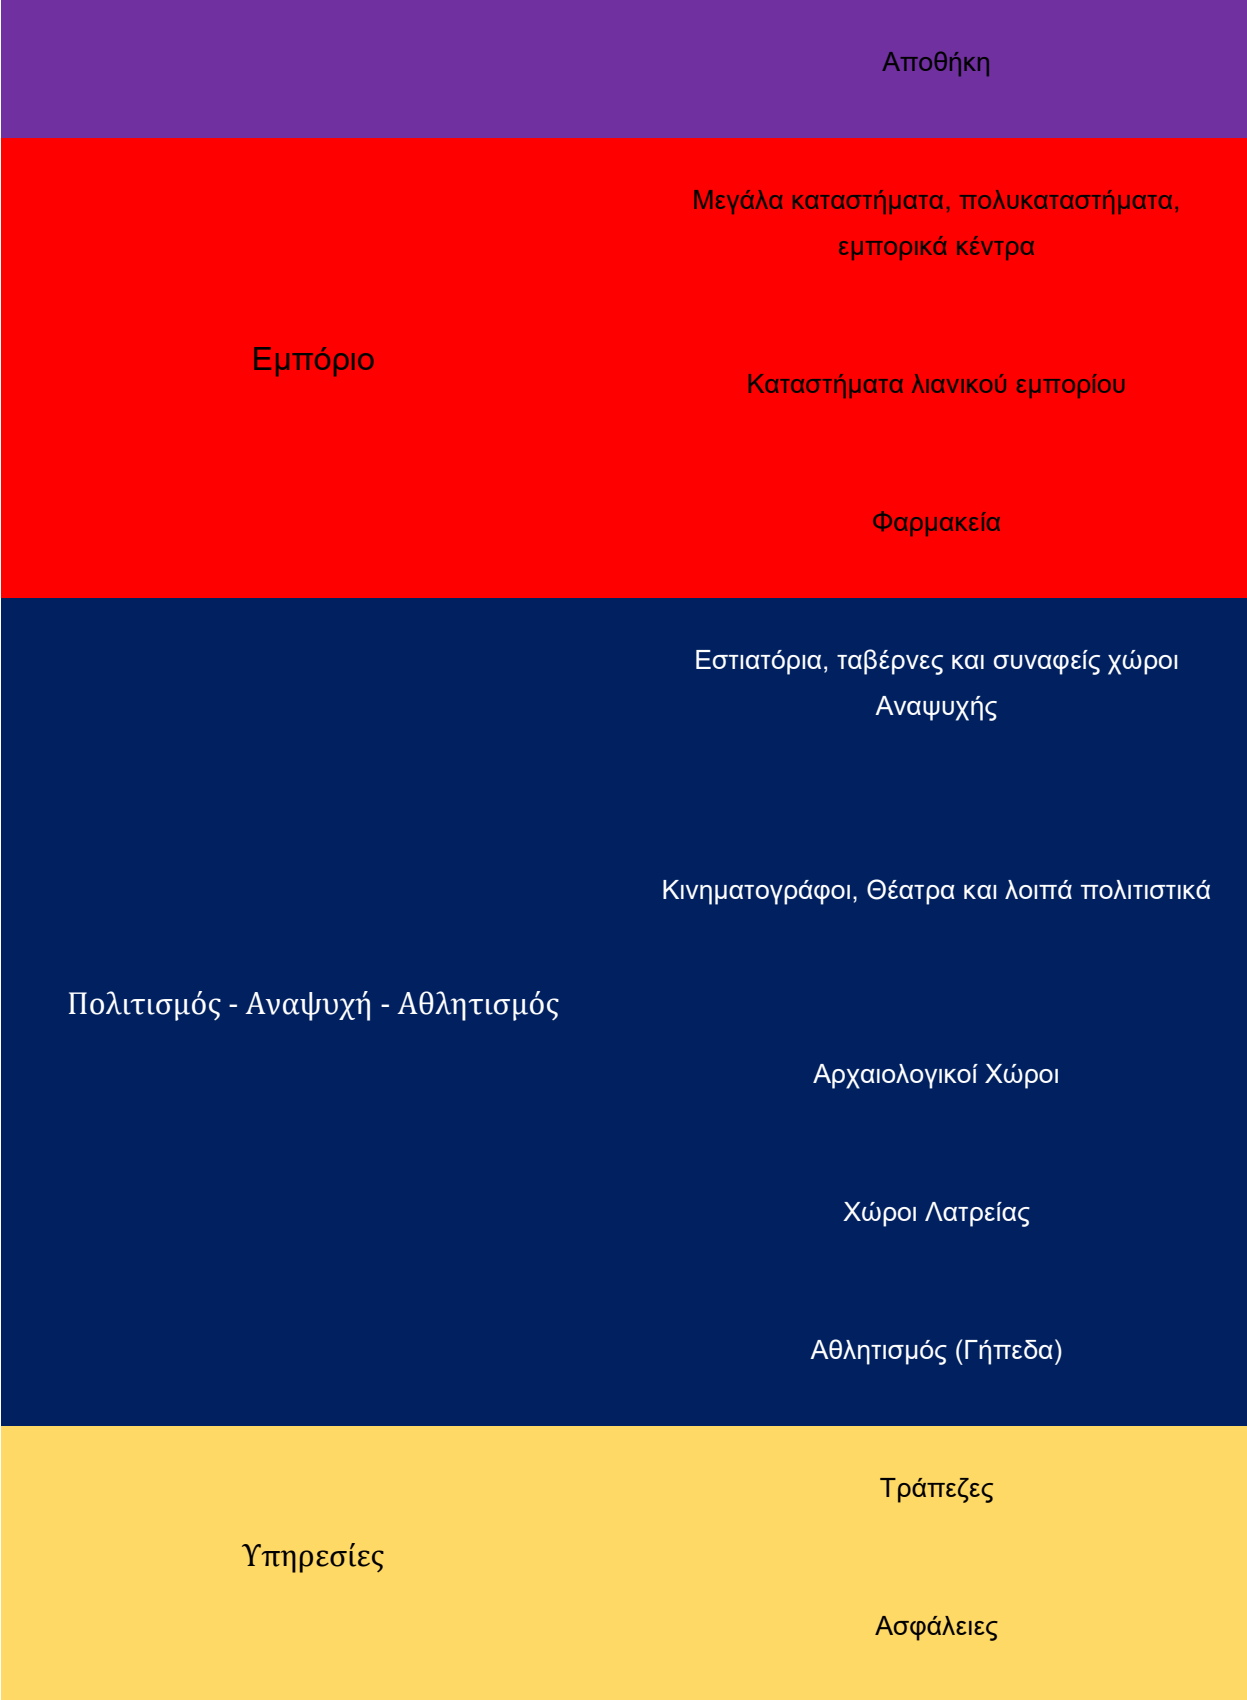 Αποθήκη
Εμπόριο
Μεγάλα καταστήματα, πολυκαταστήματα,
εμπορικά κέντρα
Καταστήματα λιανικού εμπορίου
Φαρμακεία
Πολιτισμός - Αναψυχή - Αθλητισμός
Εστιατόρια, ταβέρνες και συναφείς χώροι
Αναψυχής
Κινηματογράφοι, Θέατρα και λοιπά πολιτιστικά
Αρχαιολογικοί Χώροι
Χώροι Λατρείας
Αθλητισμός (Γήπεδα)
Υπηρεσίες
Τράπεζες
Ασφάλειες